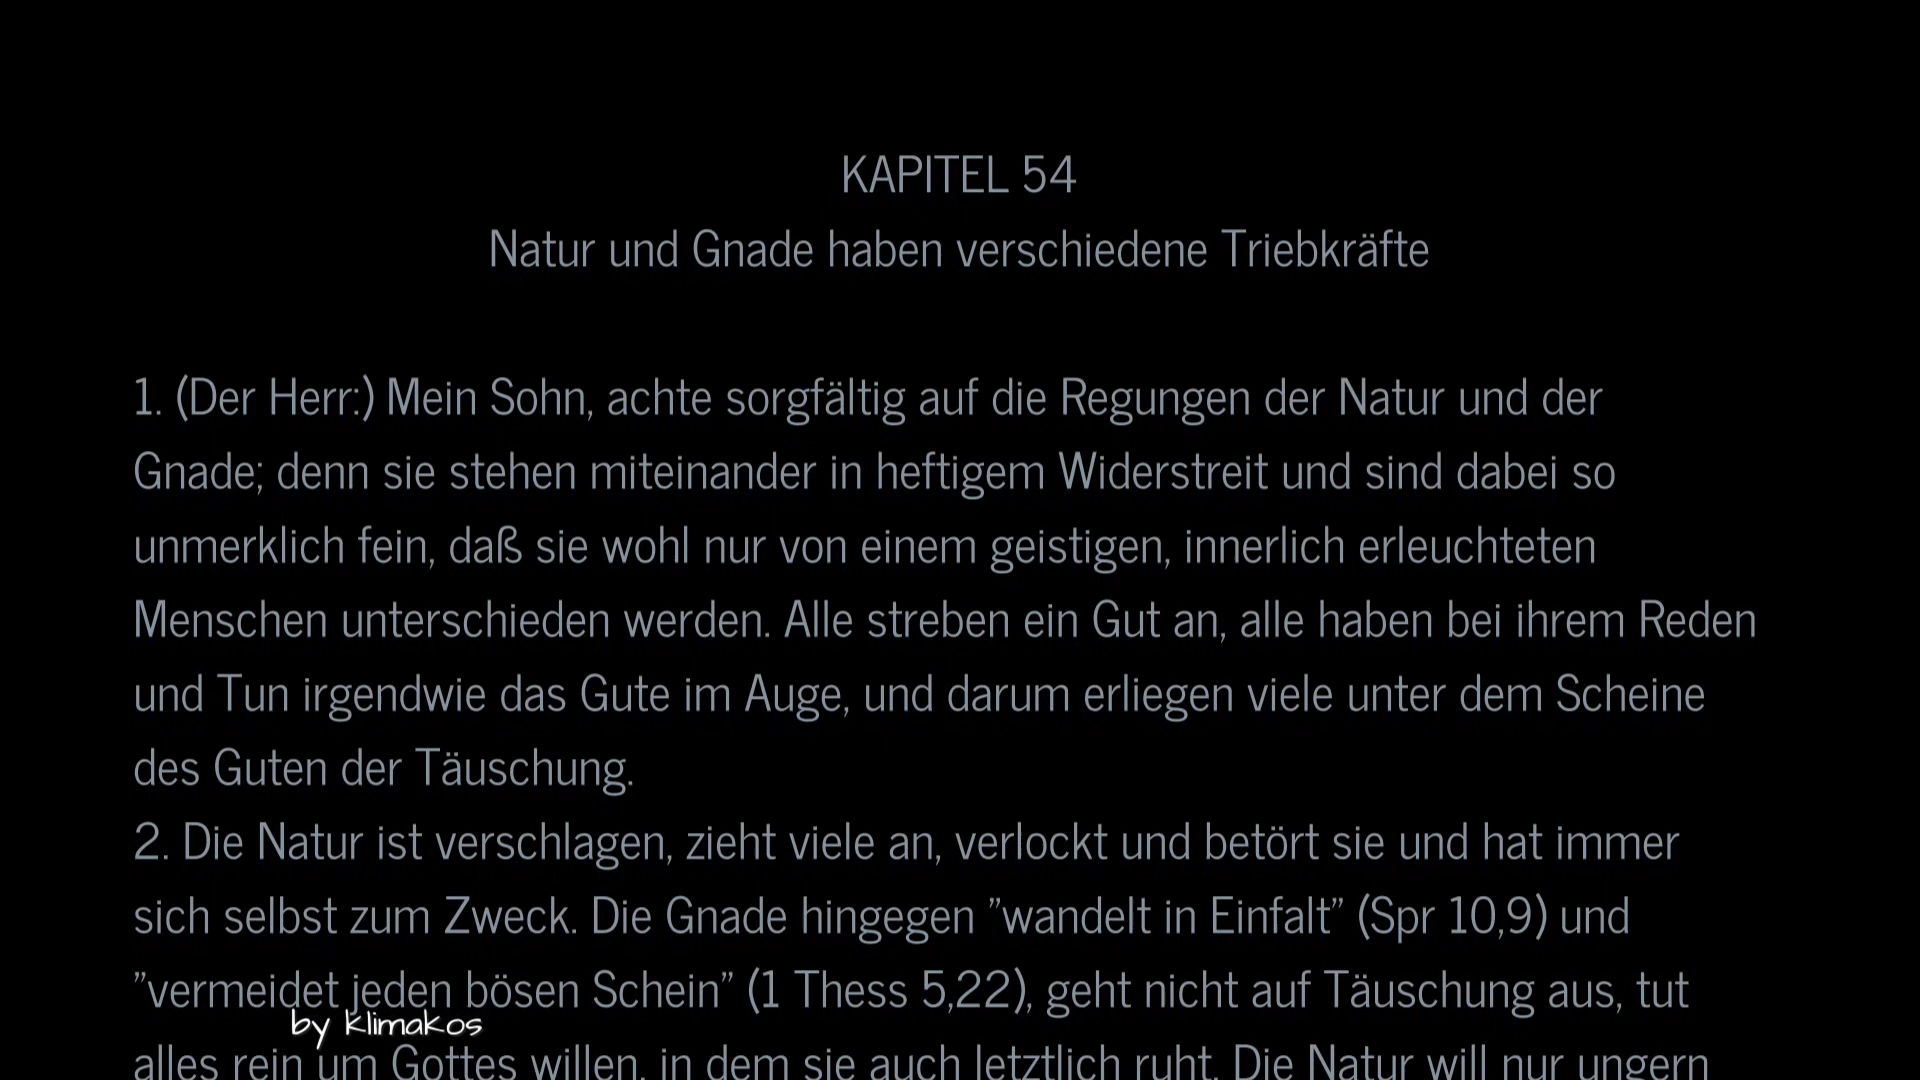 KAPITEL 54
Natur und Gnade haben verschiedene Triebkräfte
1. (Der Herr:) Mein Sohn, achte sorgfältig auf die Regungen der Natur und der
Gnade; denn sie stehen miteinander in heftigem Widerstreit und sind dabei so
unmerklich fein, daß sie wohl nur von einem geistigen, innerlich erleuchteten
Menschen unterschieden werden. Alle streben ein Gut an, alle haben bei ihrem Reden
und Tun irgendwie das Gute im Auge, und darum erliegen viele unter dem Scheine
des Guten der Täuschung.
2. Die Natur ist verschlagen, zieht viele an, verlockt und betört sie und hat immer
sich selbst zum Zweck. Die Gnade hingegen ”wandelt in Einfalt” (Spr 10,9) und
”vermeidet jeden bösen Schein” (1 Thess 5,22), geht nicht auf Täuschung aus, tut
by klimakos
alles rein um Gottes willen, in dem sie auch letztlich ruht. Die Natur will nur ungern